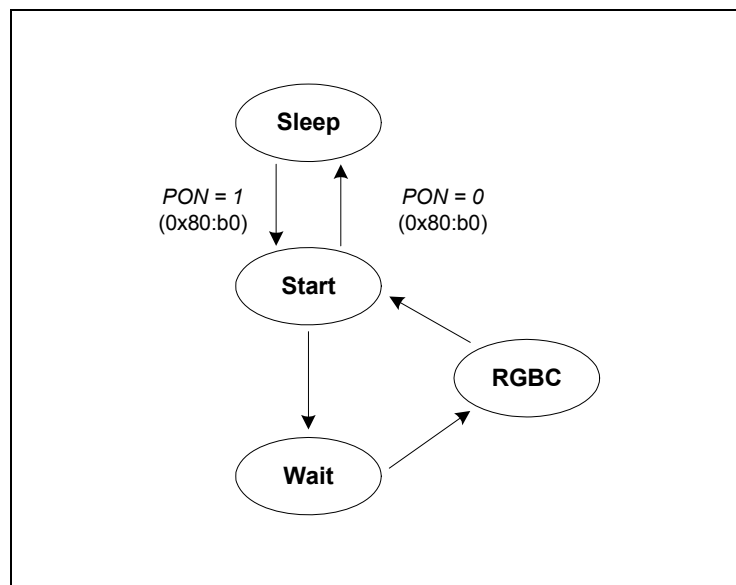 Sleep
PON = 1
(0x80:b0)
PON = 0
(0x80:b0)
Start
RGBC
Wait